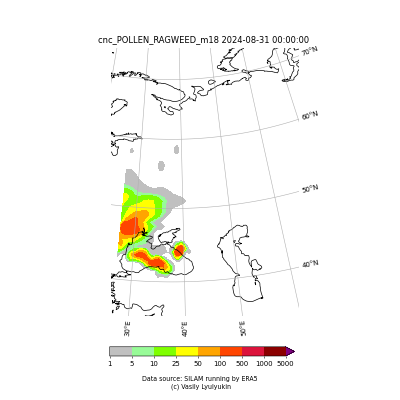 cnc_POLLEN_RAGWEED_m18 2024-08-31 00:00:00
70°N
60°N
50°N
40°N
30°E 40°E 50°E
1 5 10 25 50 100 500 1000 5000
Data source: SILAM running by ERA5
(c) Vasily Lyulyukin